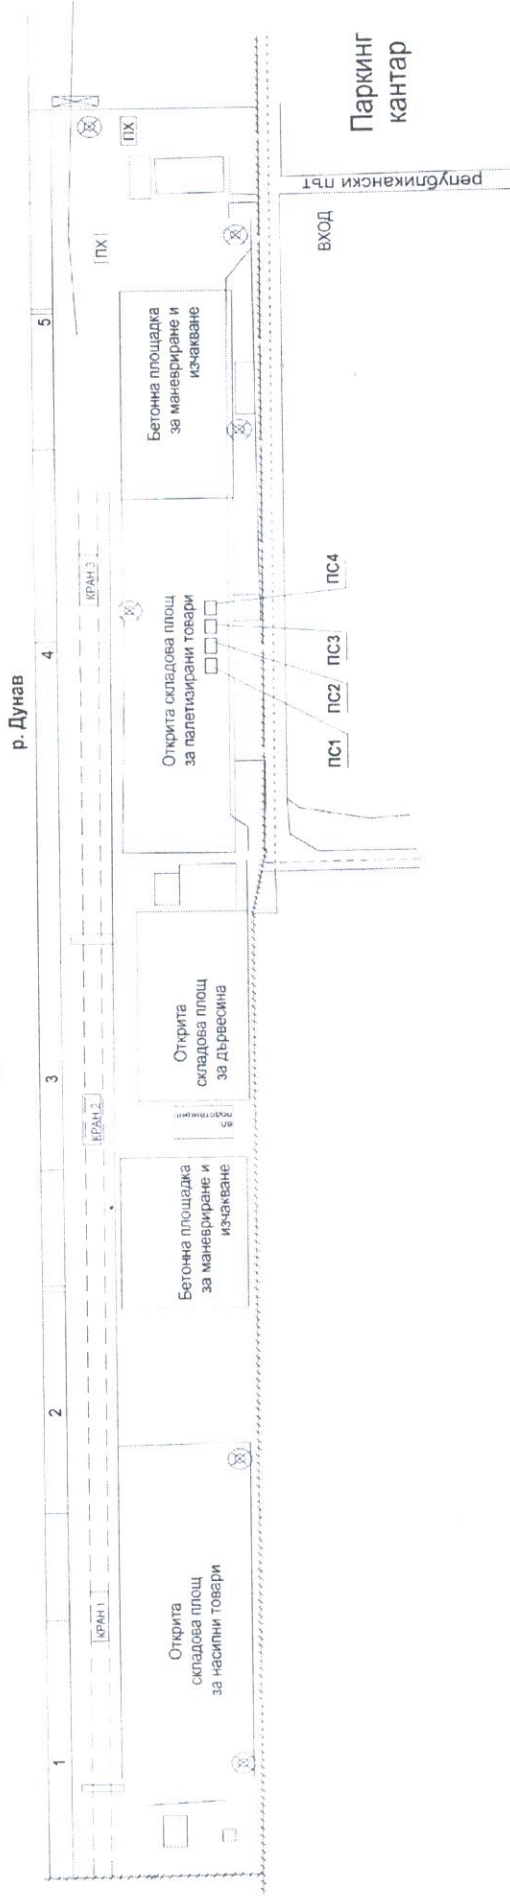 р. Дунав
1
2
3
4
5
КРАН 1
КРАН 2
КРАН 3
ПХ
ПХ
Открита
складова площ
за насипни товари
Бетонна площадка
за маневриране и
изчакване
ел.
подстанция
Открита
складова площ
за дървесина
Открита складова площ
за палетизирани товари
Бетонна площадка
за маневриране и
изчакване
ПС1
ПС2
ПС3
ПС4
ВХОД
републикански път
Паркинг
кантар